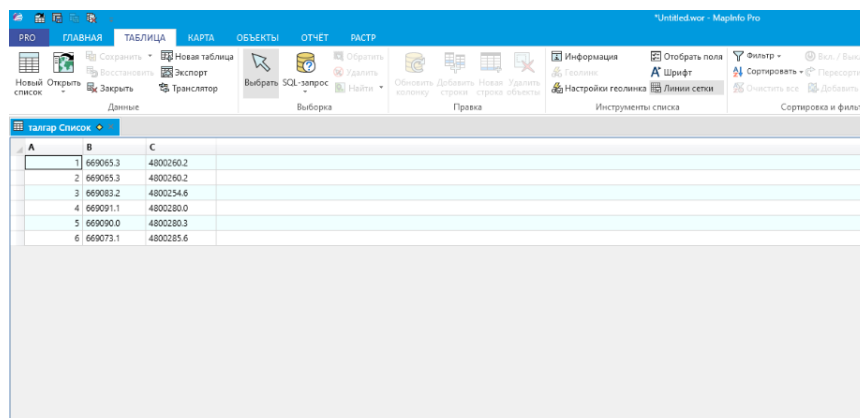 *Untitled.wor - MapInfo Pro
PRO ГЛАВНАЯ ТАБЛИЦА КАРТА ОБЪЕКТЫ ОТЧЁТ РАСТР
Новый список
Открыть
Сохранить
Восстановить
Закрыть
Новая таблица
Экспорт
Транслятор
Данные
Выбрать
SQL-запрос
Обратить
Удалить
Найти
Выборка
Обновить колонку
Добавить строки
Новая строка
Удалить объекты
Правка
Информация
Геолинк
Настройки геолинка
Отобрать поля
Шрифт
Линии сетки
Инструменты списка
Фильтр
Сортировать
Очистить все
Вкл. / Выкл
Добавить
талгар Список
A B C
1 669065.3 4800260.2
2 669065.3 4800260.2
3 669083.2 4800254.6
4 669091.1 4800280.0
5 669090.0 4800280.3
6 669073.1 4800285.6